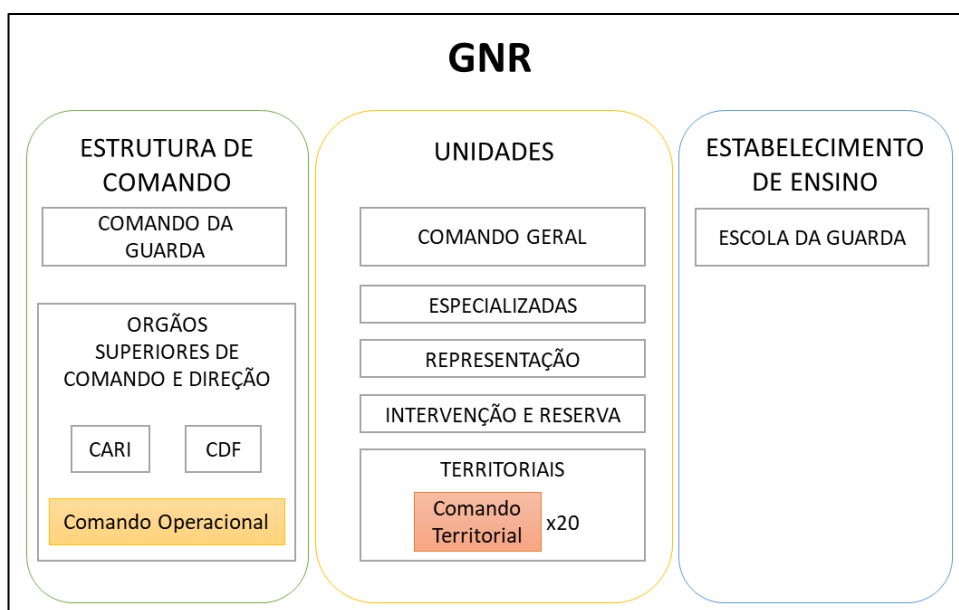 GNR
ESTRUTURA DE
COMANDO
COMANDO DA
GUARDA
ORGÃOS
SUPERIORES DE
COMANDO E DIREÇÃO
CARI
CDF
Comando Operacional
UNIDADES
COMANDO GERAL
ESPECIALIZADAS
REPRESENTAÇÃO
INTERVENÇÃO E RESERVA
TERRITORIAIS
Comando
Territorial
x20
ESTABELECIMENTO
DE ENSINO
ESCOLA DA GUARDA